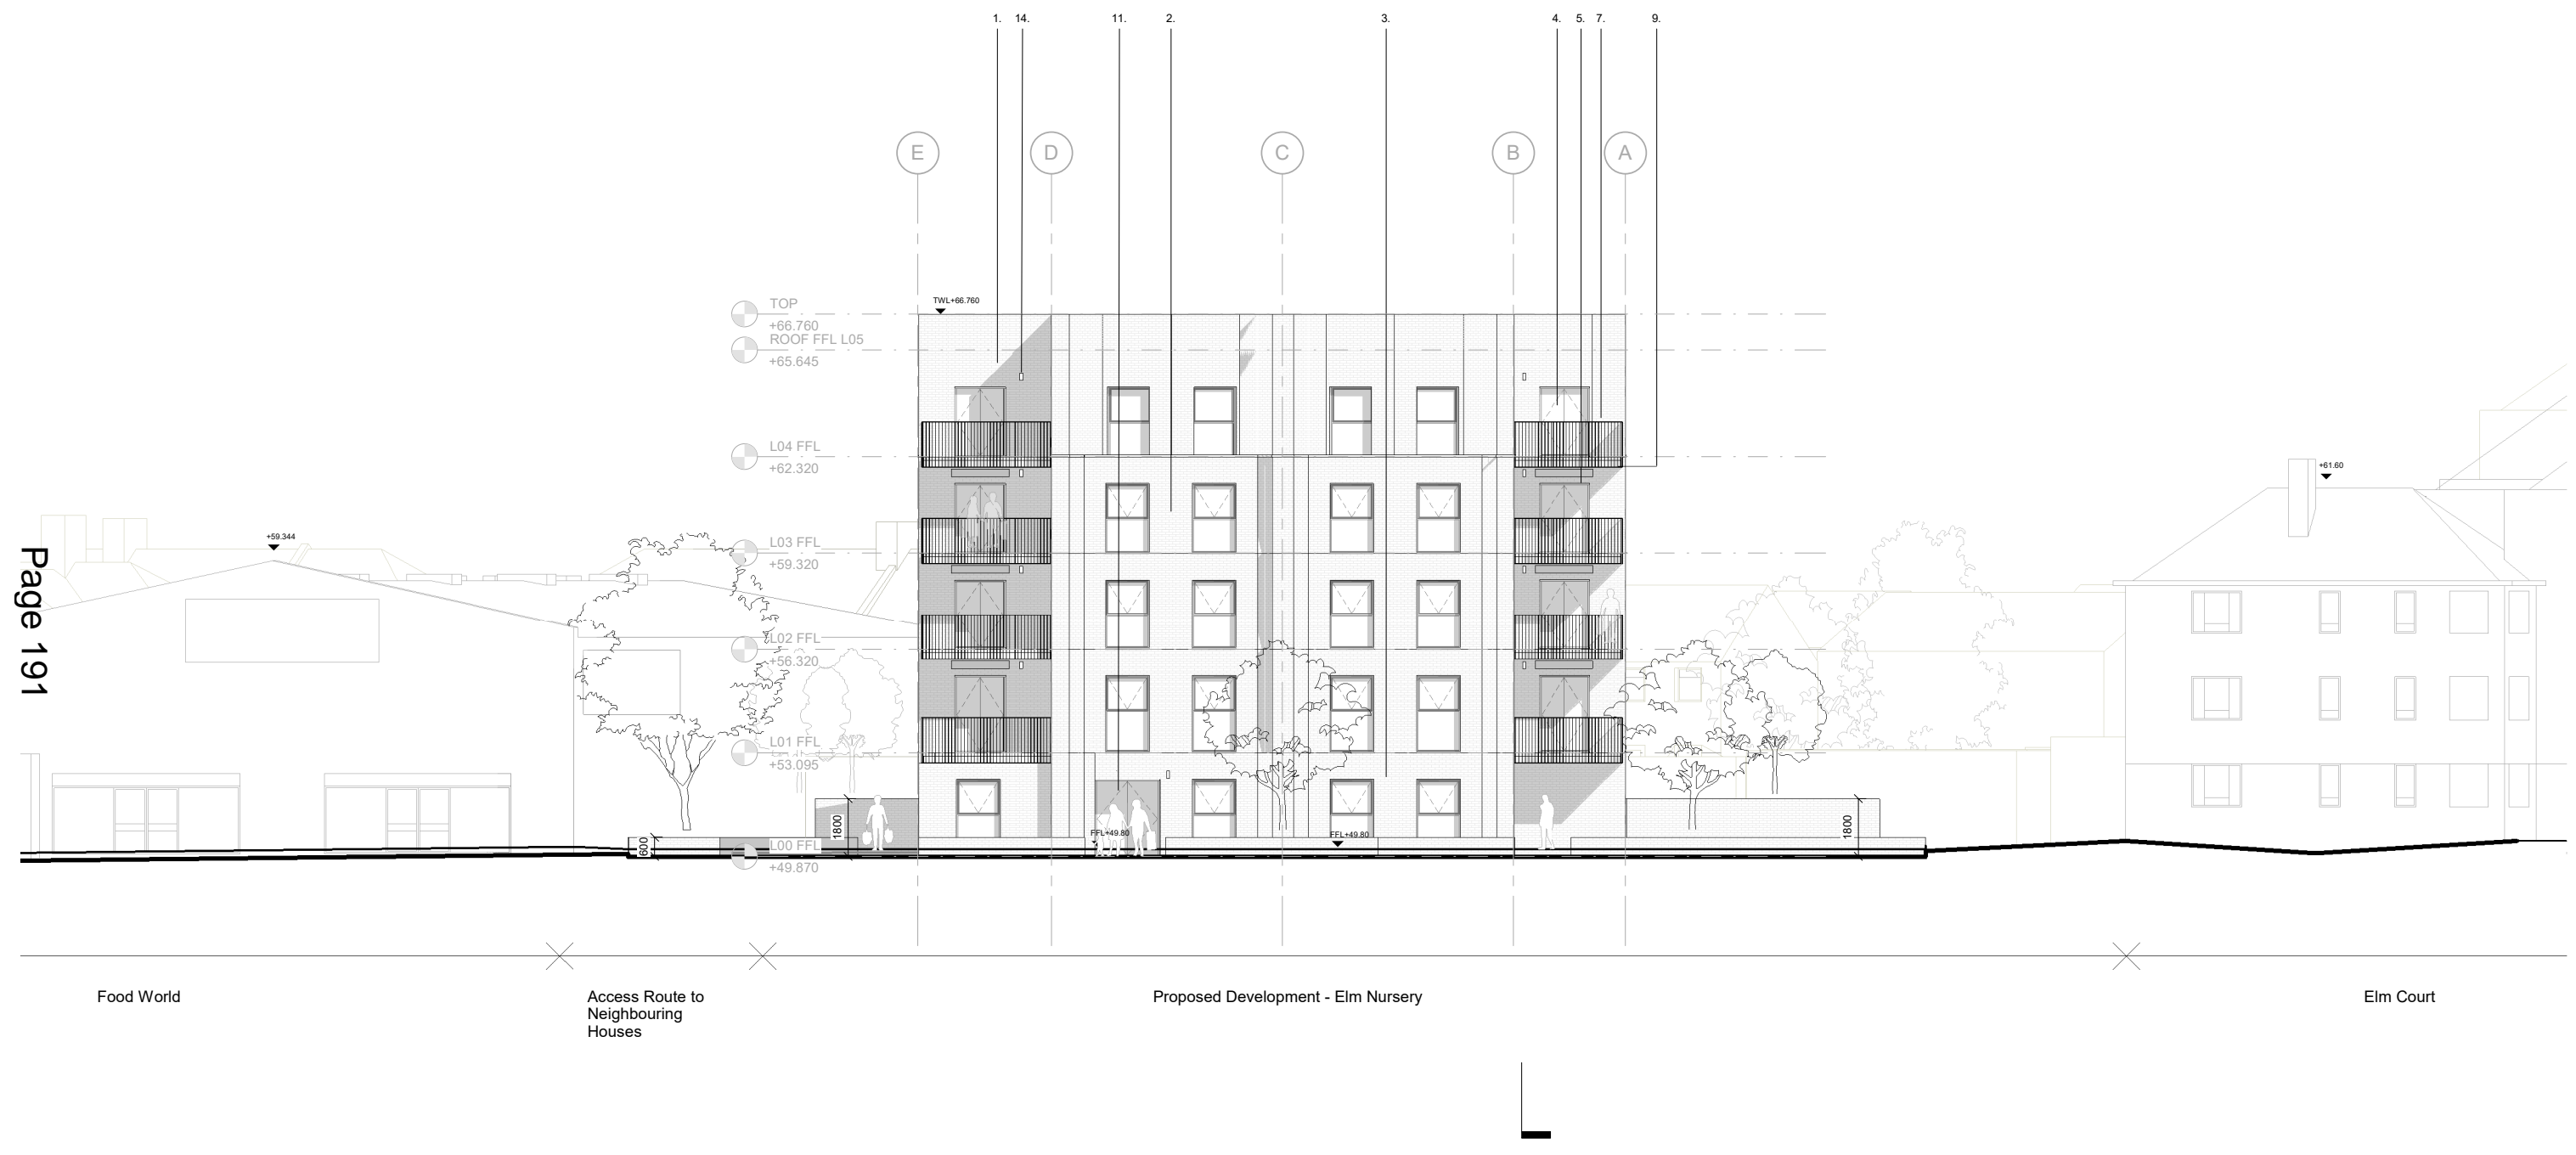 1. 14. 11. 2. 3. 4. 5. 7. 9.
E D C B A
TWL+66.760
TOP
+66.760
ROOF FFL L05
+65.645
L04 FFL
+62.320
+61.60
+59.344
L03 FFL
+59.320
Page 191
L02 FFL
+56.320
L01 FFL
+53.095
1800
1800
600
FFL+49.80
FFL+49.80
L00 FFL
+49.870
Food World
Access Route to
Neighbouring
Houses
Proposed Development - Elm Nursery
Elm Court